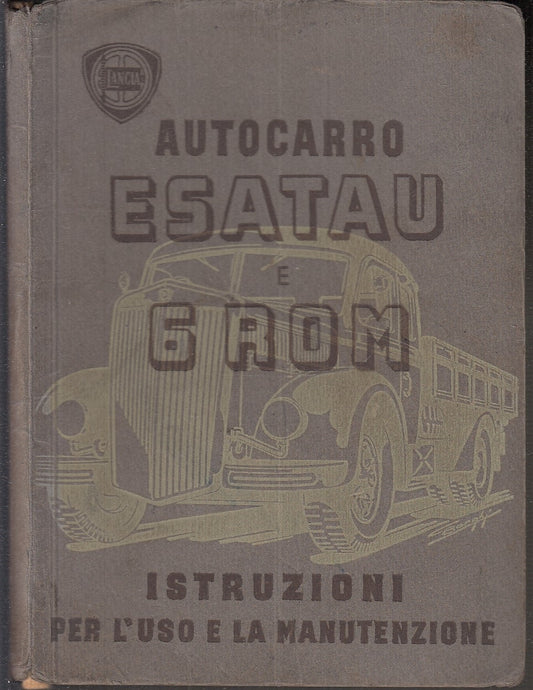 LANCIA
AUTOCARRO
ESATAU
E
6 ROM
ISTRUZIONI
PER L'USO E LA MANUTENZIONE